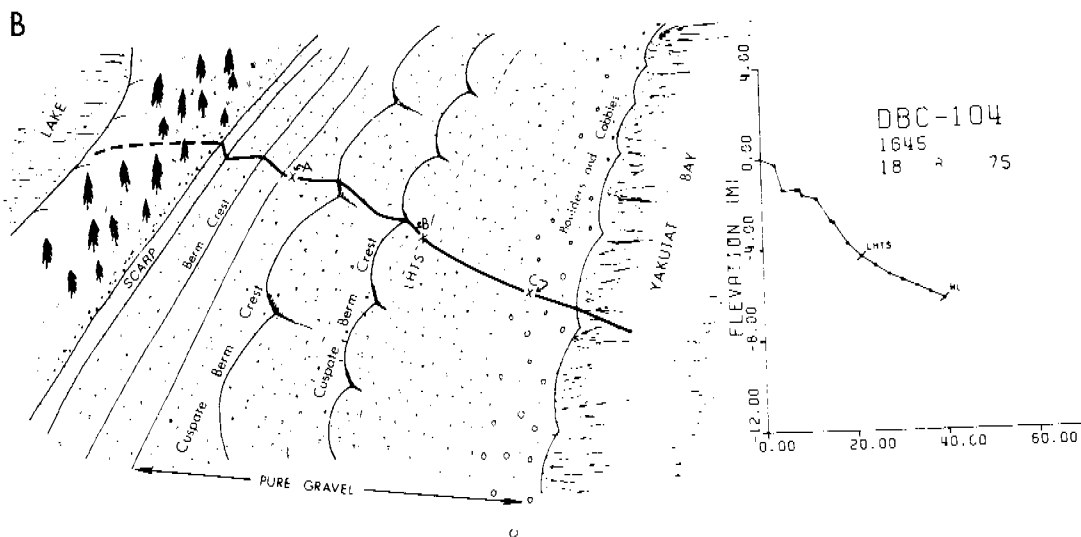 B
LAKE
SCARP
Berm Crest
Cuspate Berm Crest
Cuspate Berm Crest
LHTS
Boulders and Cobbles
YAKUTAT BAY
A
B
C
PURE GRAVEL
DBC-104
1645
18 2 75
ELEVATION (M)
4.00
0.00
-4.00
-8.00
-12.00
LHTS
WL
0.00 20.00 40.00 60.00